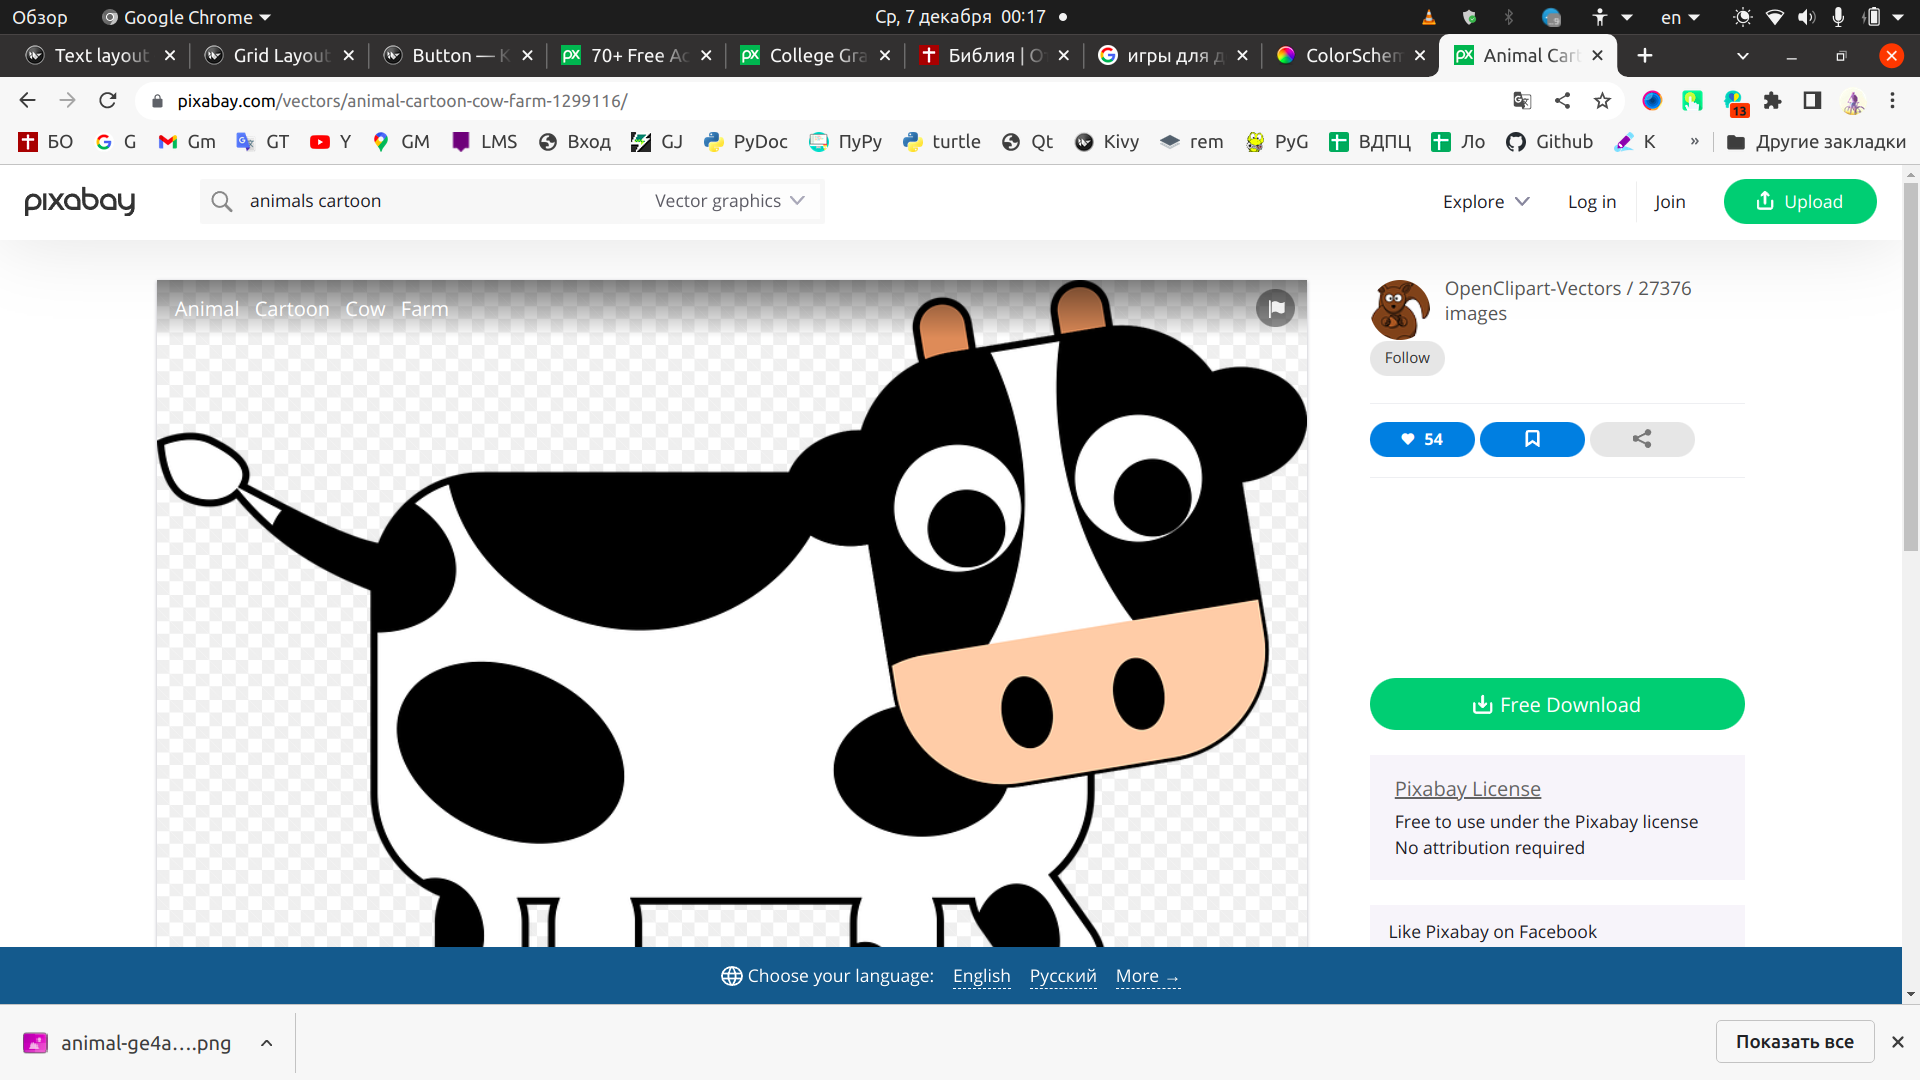 Обзор Google Chrome Ср, 7 декабря 00:17 en
Text layout Grid Layout Button — K 70+ Free Ac College Gra Библия | О игры для д ColorSchem Animal Cart
pixabay.com/vectors/animal-cartoon-cow-farm-1299116/ 13
БО G Gm GT Y GM LMS Вход GJ PyDoc ПуРу turtle Qt Kivy rem PyG ВДПЦ Ло Github K » Другие закладки
pixabay animals cartoon Vector graphics Explore Log in Join Upload
Animal Cartoon Cow Farm
OpenClipart-Vectors / 27376
images
Follow
54
Free Download
Pixabay License
Free to use under the Pixabay license
No attribution required
Like Pixabay on Facebook
Choose your language: English Русский More →
animal-ge4a....png Показать все